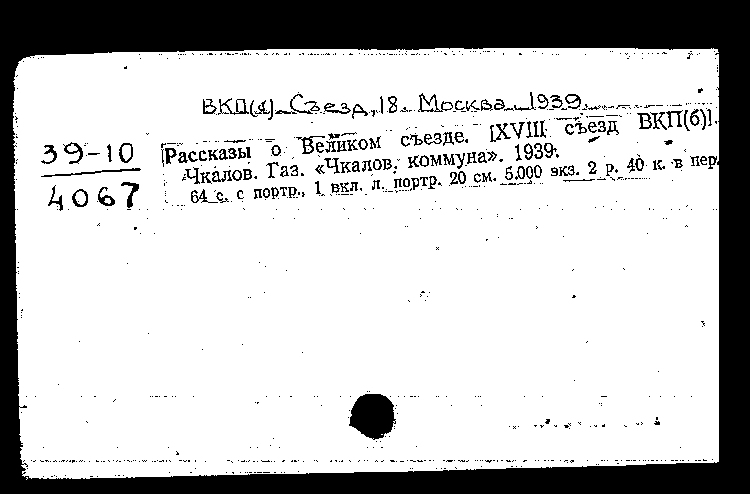 ВКП(б). Съезд, 18. Москва. 1939.
39-10
4067
Рассказы о Великом съезде. [XVIII съезд ВКП(б)].
Чкалов. Газ. «Чкалов, коммуна». 1939.
64 с. с портр., 1 вкл. л. портр. 20 см. 5.000 экз. 2 р. 40 к. в пер.